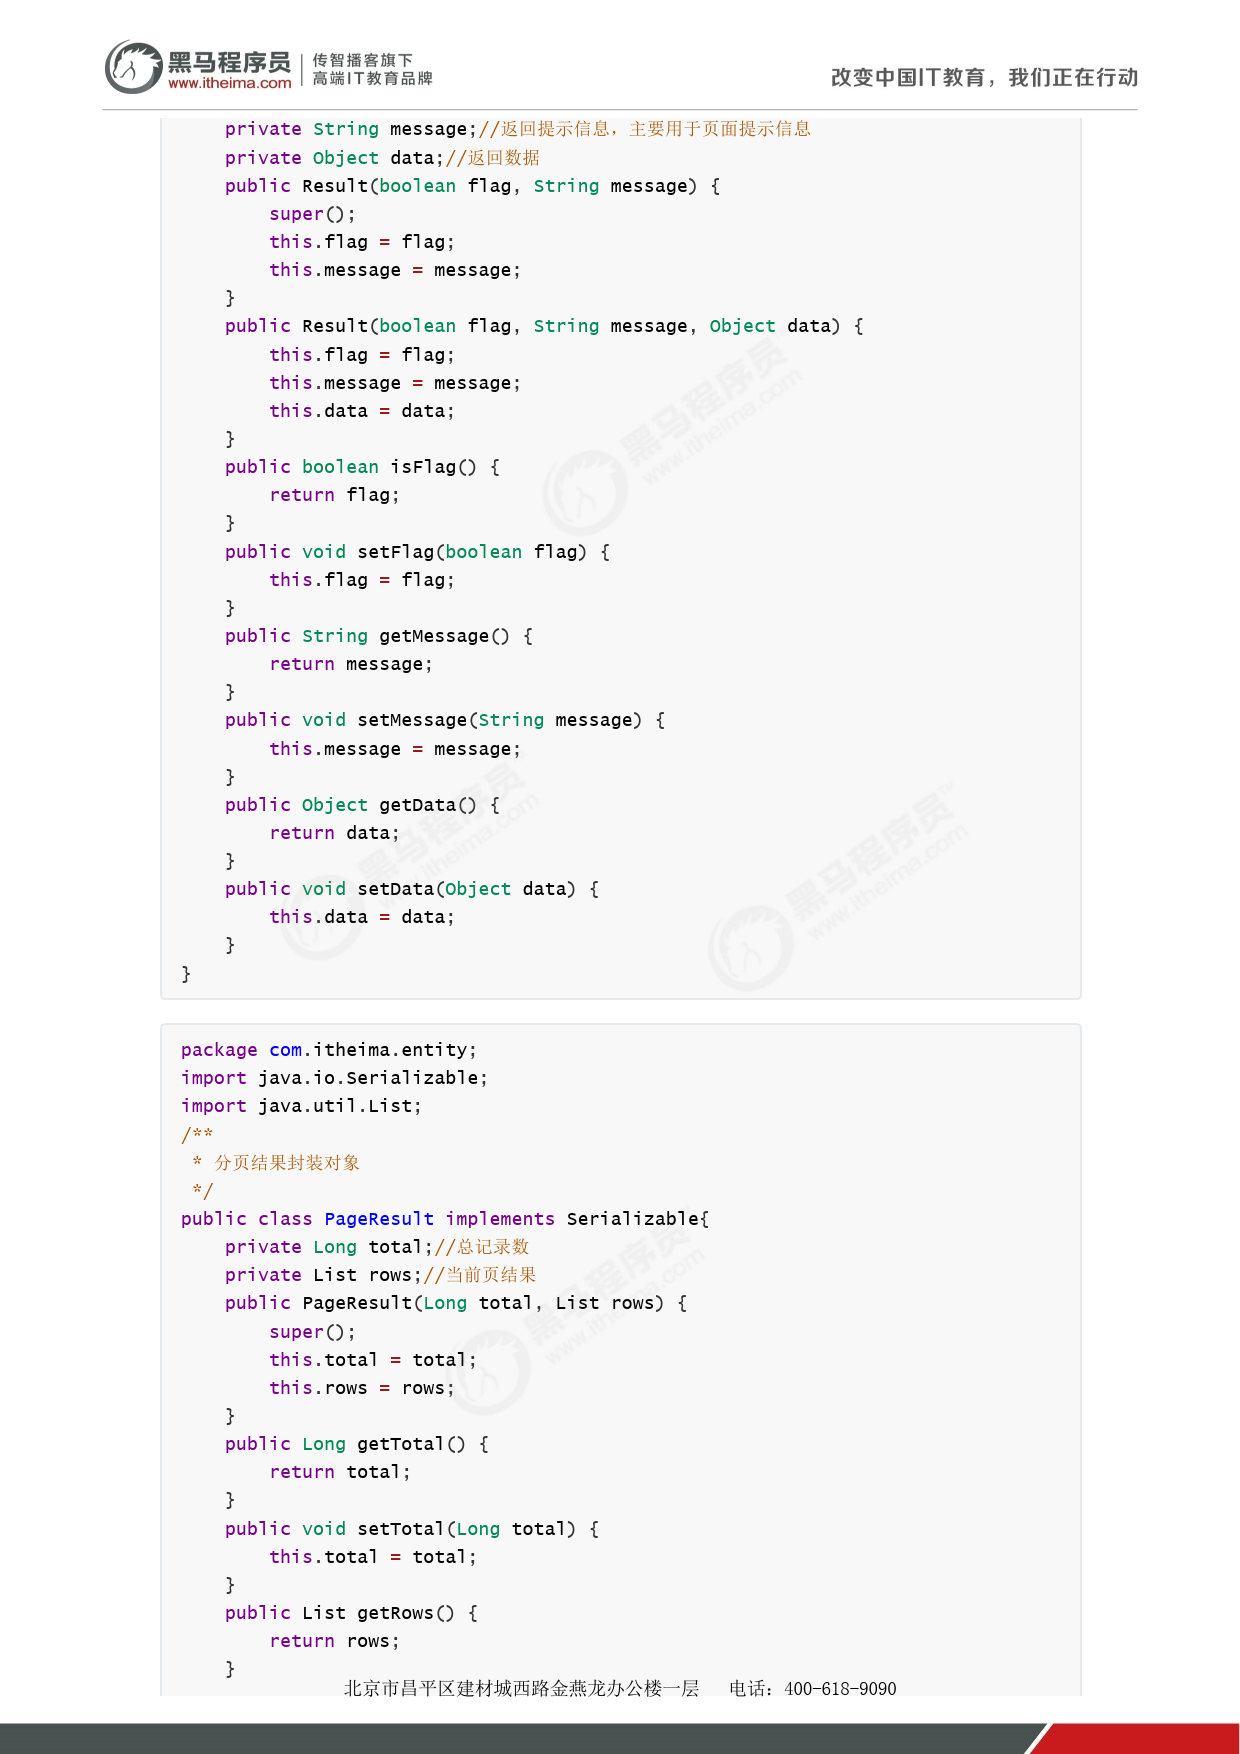 黑马程序员
www.itheima.com
传智播客旗下
高端IT教育品牌
改变中国IT教育，我们正在行动
    private String message;//返回提示信息，主要用于页面提示信息
    private Object data;//返回数据
    public Result(boolean flag, String message) {
        super();
        this.flag = flag;
        this.message = message;
    }
    public Result(boolean flag, String message, Object data) {
        this.flag = flag;
        this.message = message;
        this.data = data;
    }
    public boolean isFlag() {
        return flag;
    }
    public void setFlag(boolean flag) {
        this.flag = flag;
    }
    public String getMessage() {
        return message;
    }
    public void setMessage(String message) {
        this.message = message;
    }
    public Object getData() {
        return data;
    }
    public void setData(Object data) {
        this.data = data;
    }
}
package com.itheima.entity;
import java.io.Serializable;
import java.util.List;
/**
 * 分页结果封装对象
 */
public class PageResult implements Serializable{
    private Long total;//总记录数
    private List rows;//当前页结果
    public PageResult(Long total, List rows) {
        super();
        this.total = total;
        this.rows = rows;
    }
    public Long getTotal() {
        return total;
    }
    public void setTotal(Long total) {
        this.total = total;
    }
    public List getRows() {
        return rows;
    }
北京市昌平区建材城西路金燕龙办公楼一层 电话：400-618-9090